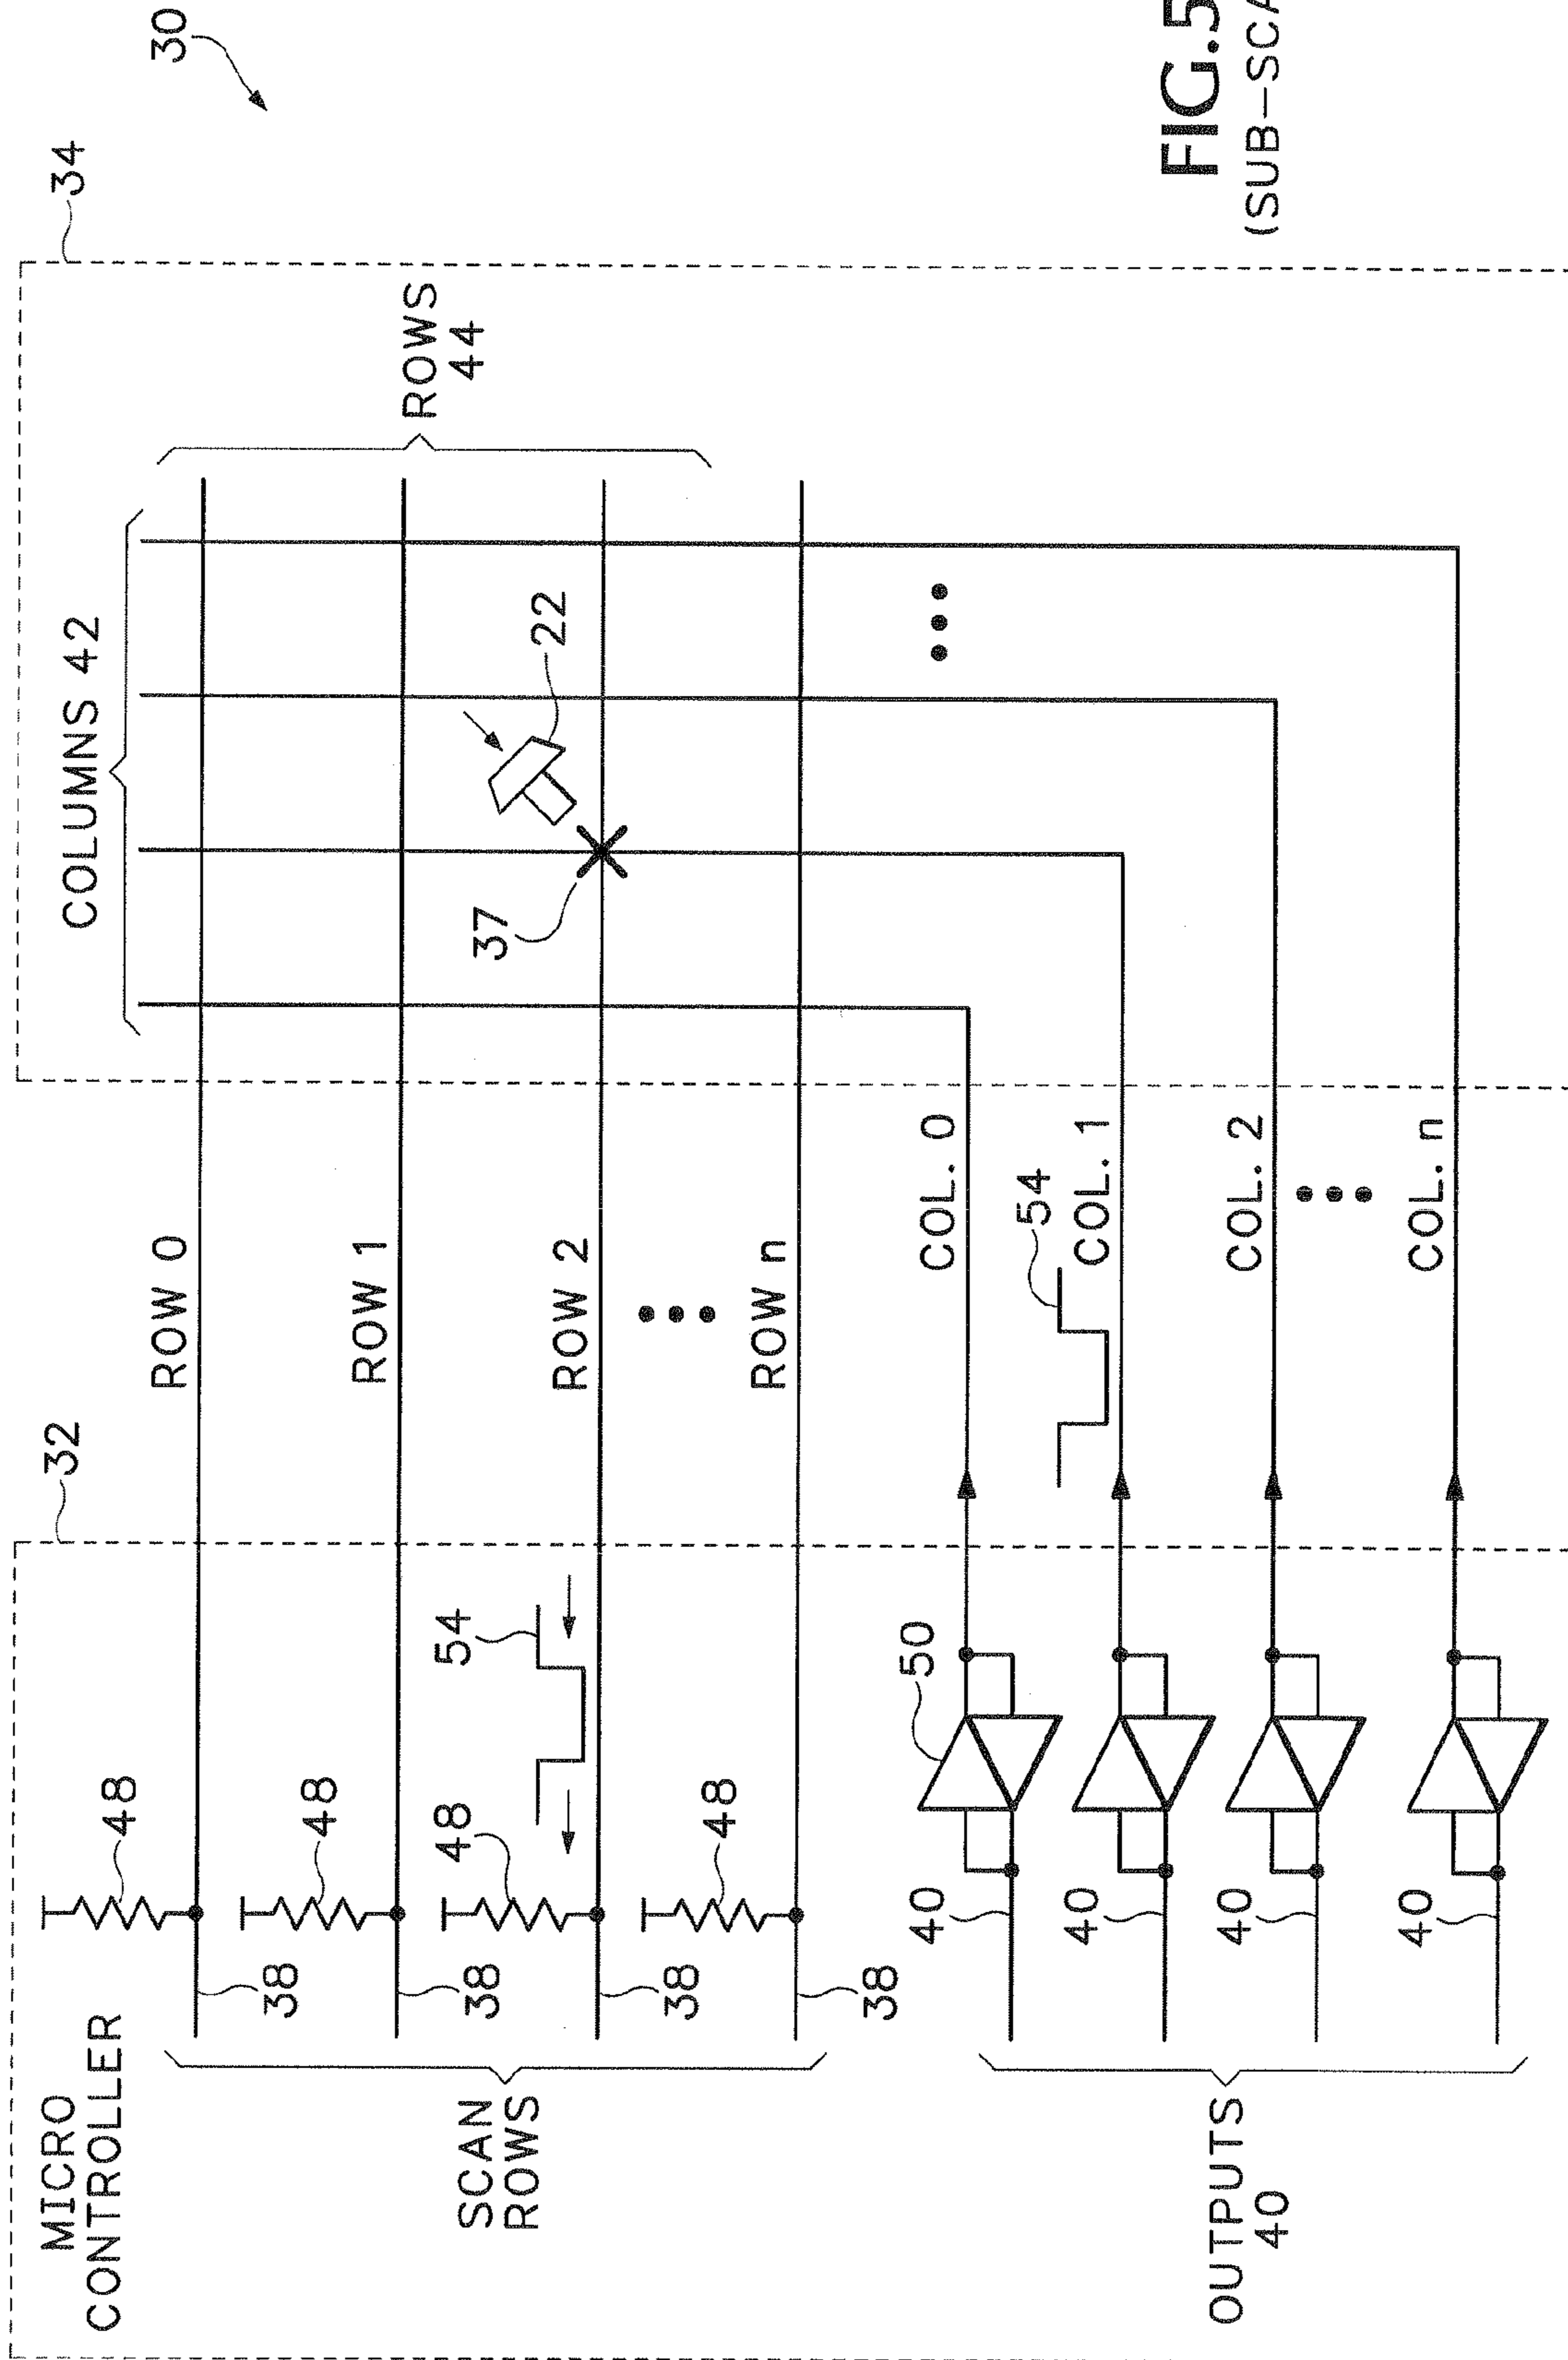 30
34
32
MICRO
CONTROLLER
COLUMNS 42
ROWS
44
48
48
48
48
38
38
38
38
SCAN
ROWS
54
ROW 0
ROW 1
ROW 2
ROW n
37
22
OUTPUTS
40
40
40
40
40
50
54
COL. 0
COL. 1
COL. 2
COL. n
FIG.5
(SUB-SCA